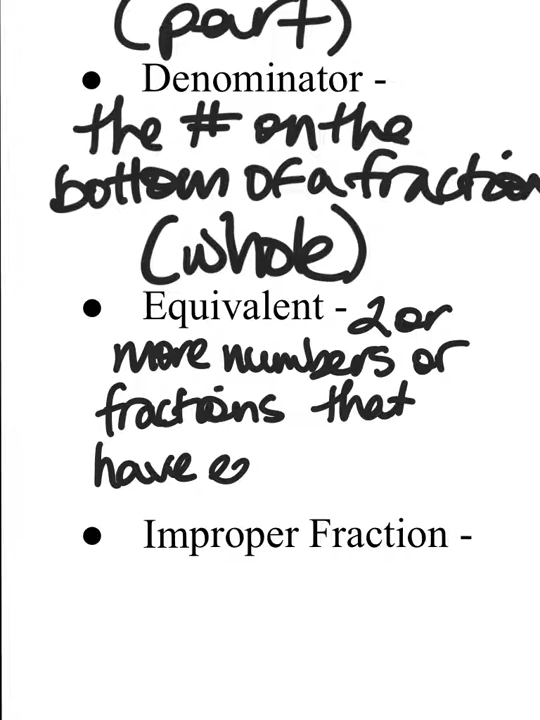 (part)
● Denominator -
the # on the
bottom of a fraction
(whole)
● Equivalent - 2 or
more numbers or
fractions that
have e
● Improper Fraction -